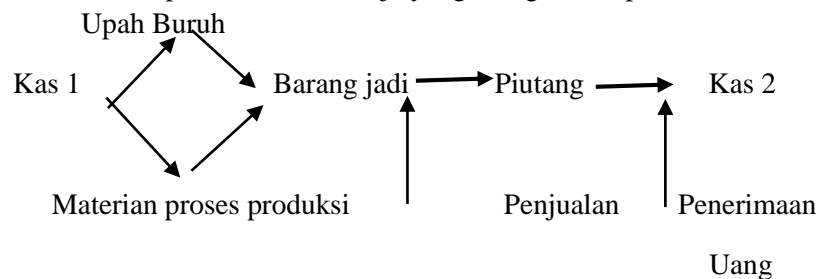 Upah Buruh
Kas 1 Barang jadi Piutang Kas 2
Materian proses produksi Penjualan Penerimaan
Uang